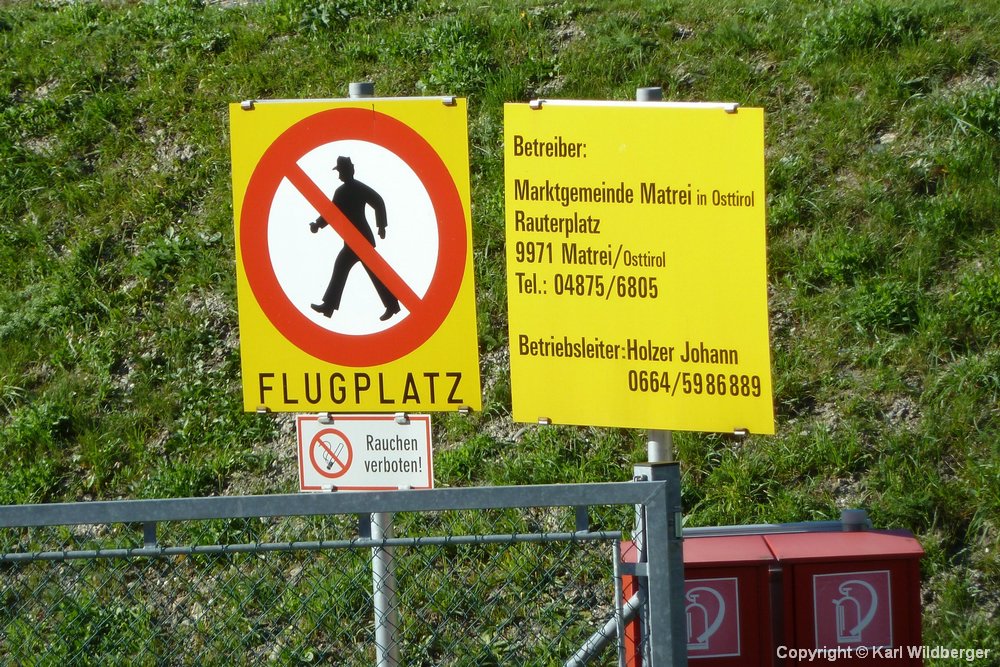 FLUGPLATZ
Rauchen
verboten!
Betreiber:
Marktgemeinde Matrei in Osttirol
Rauterplatz
9971 Matrei/Osttirol
Tel.: 04875/6805
Betriebsleiter:Holzer Johann
0664/5986889
Copyright © Karl Wildberger